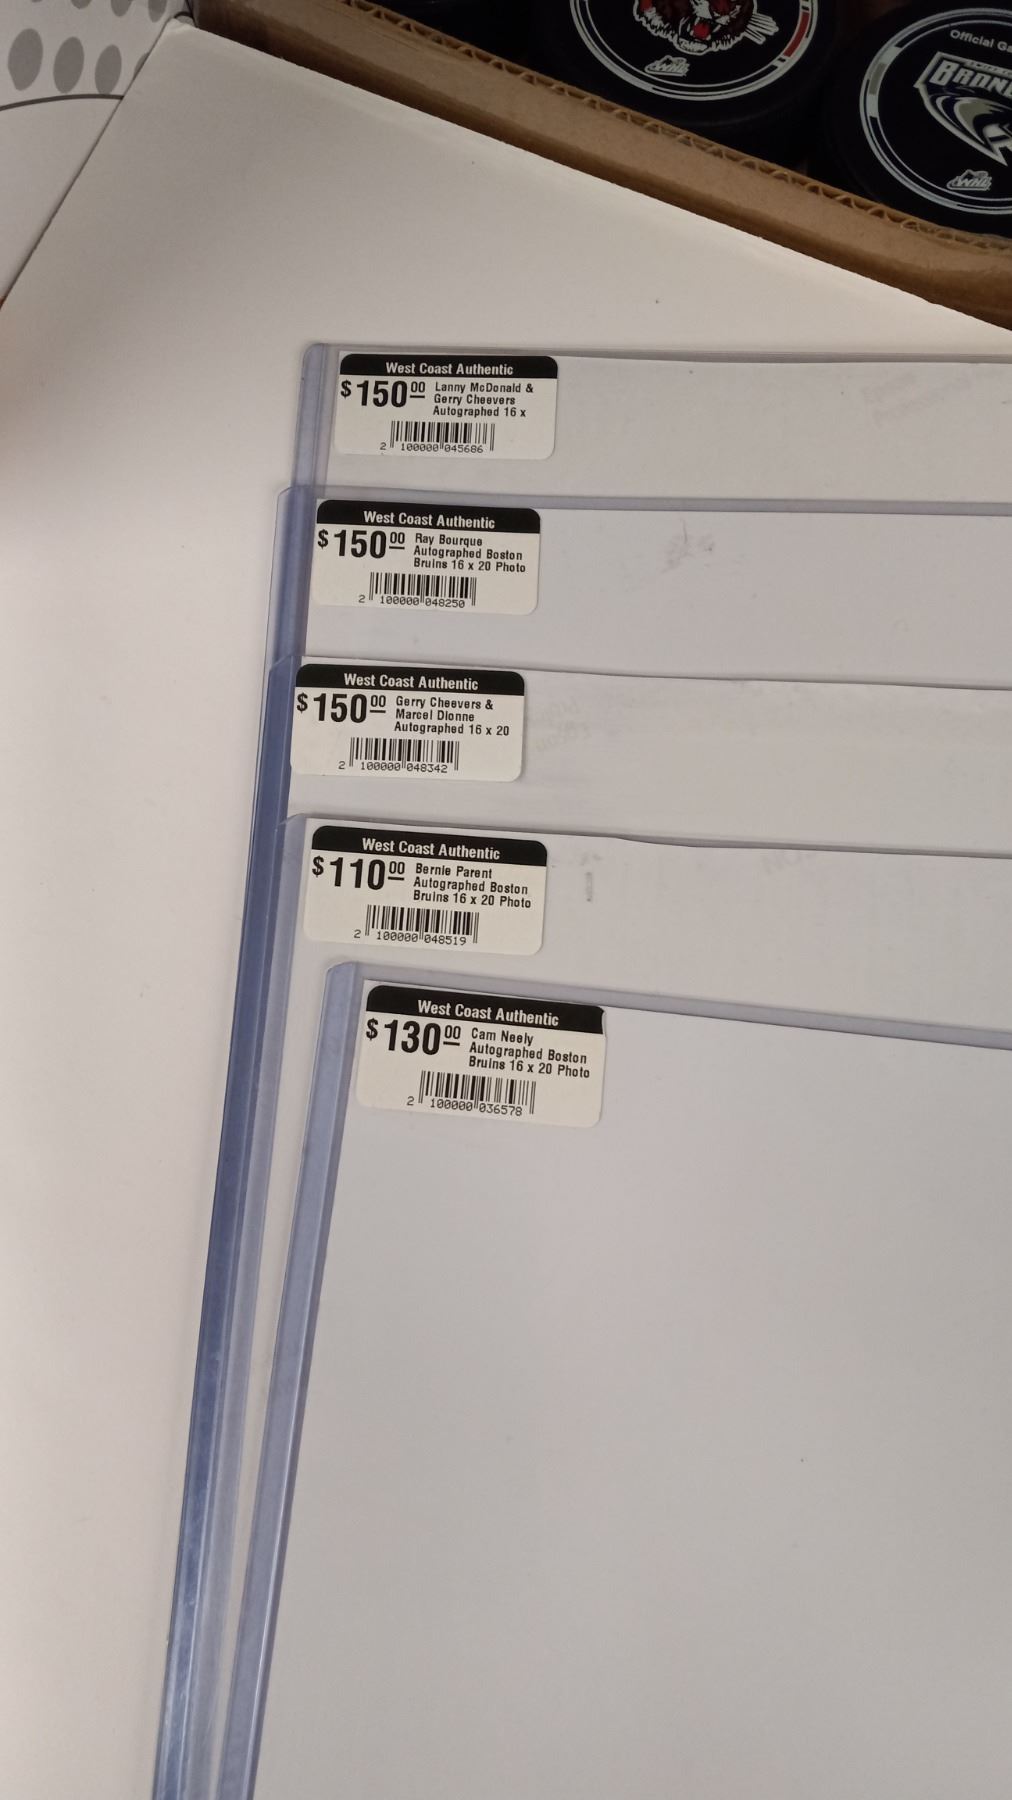 Official Ga
BRON
WHL
WHL
West Coast Authentic
$150.00 Lanny McDonald &
Gerry Cheevers
Autographed 16 x
2 100000 045686
West Coast Authentic
$150.00 Ray Bourque
Autographed Boston
Bruins 16 x 20 Photo
2 100000 048250
West Coast Authentic
$150.00 Gerry Cheevers &
Marcel Dionne
Autographed 16 x 20
2 100000 048342
West Coast Authentic
$110.00 Bernie Parent
Autographed Boston
Bruins 16 x 20 Photo
2 100000 048519
West Coast Authentic
$130.00 Cam Neely
Autographed Boston
Bruins 16 x 20 Photo
2 100000 036578